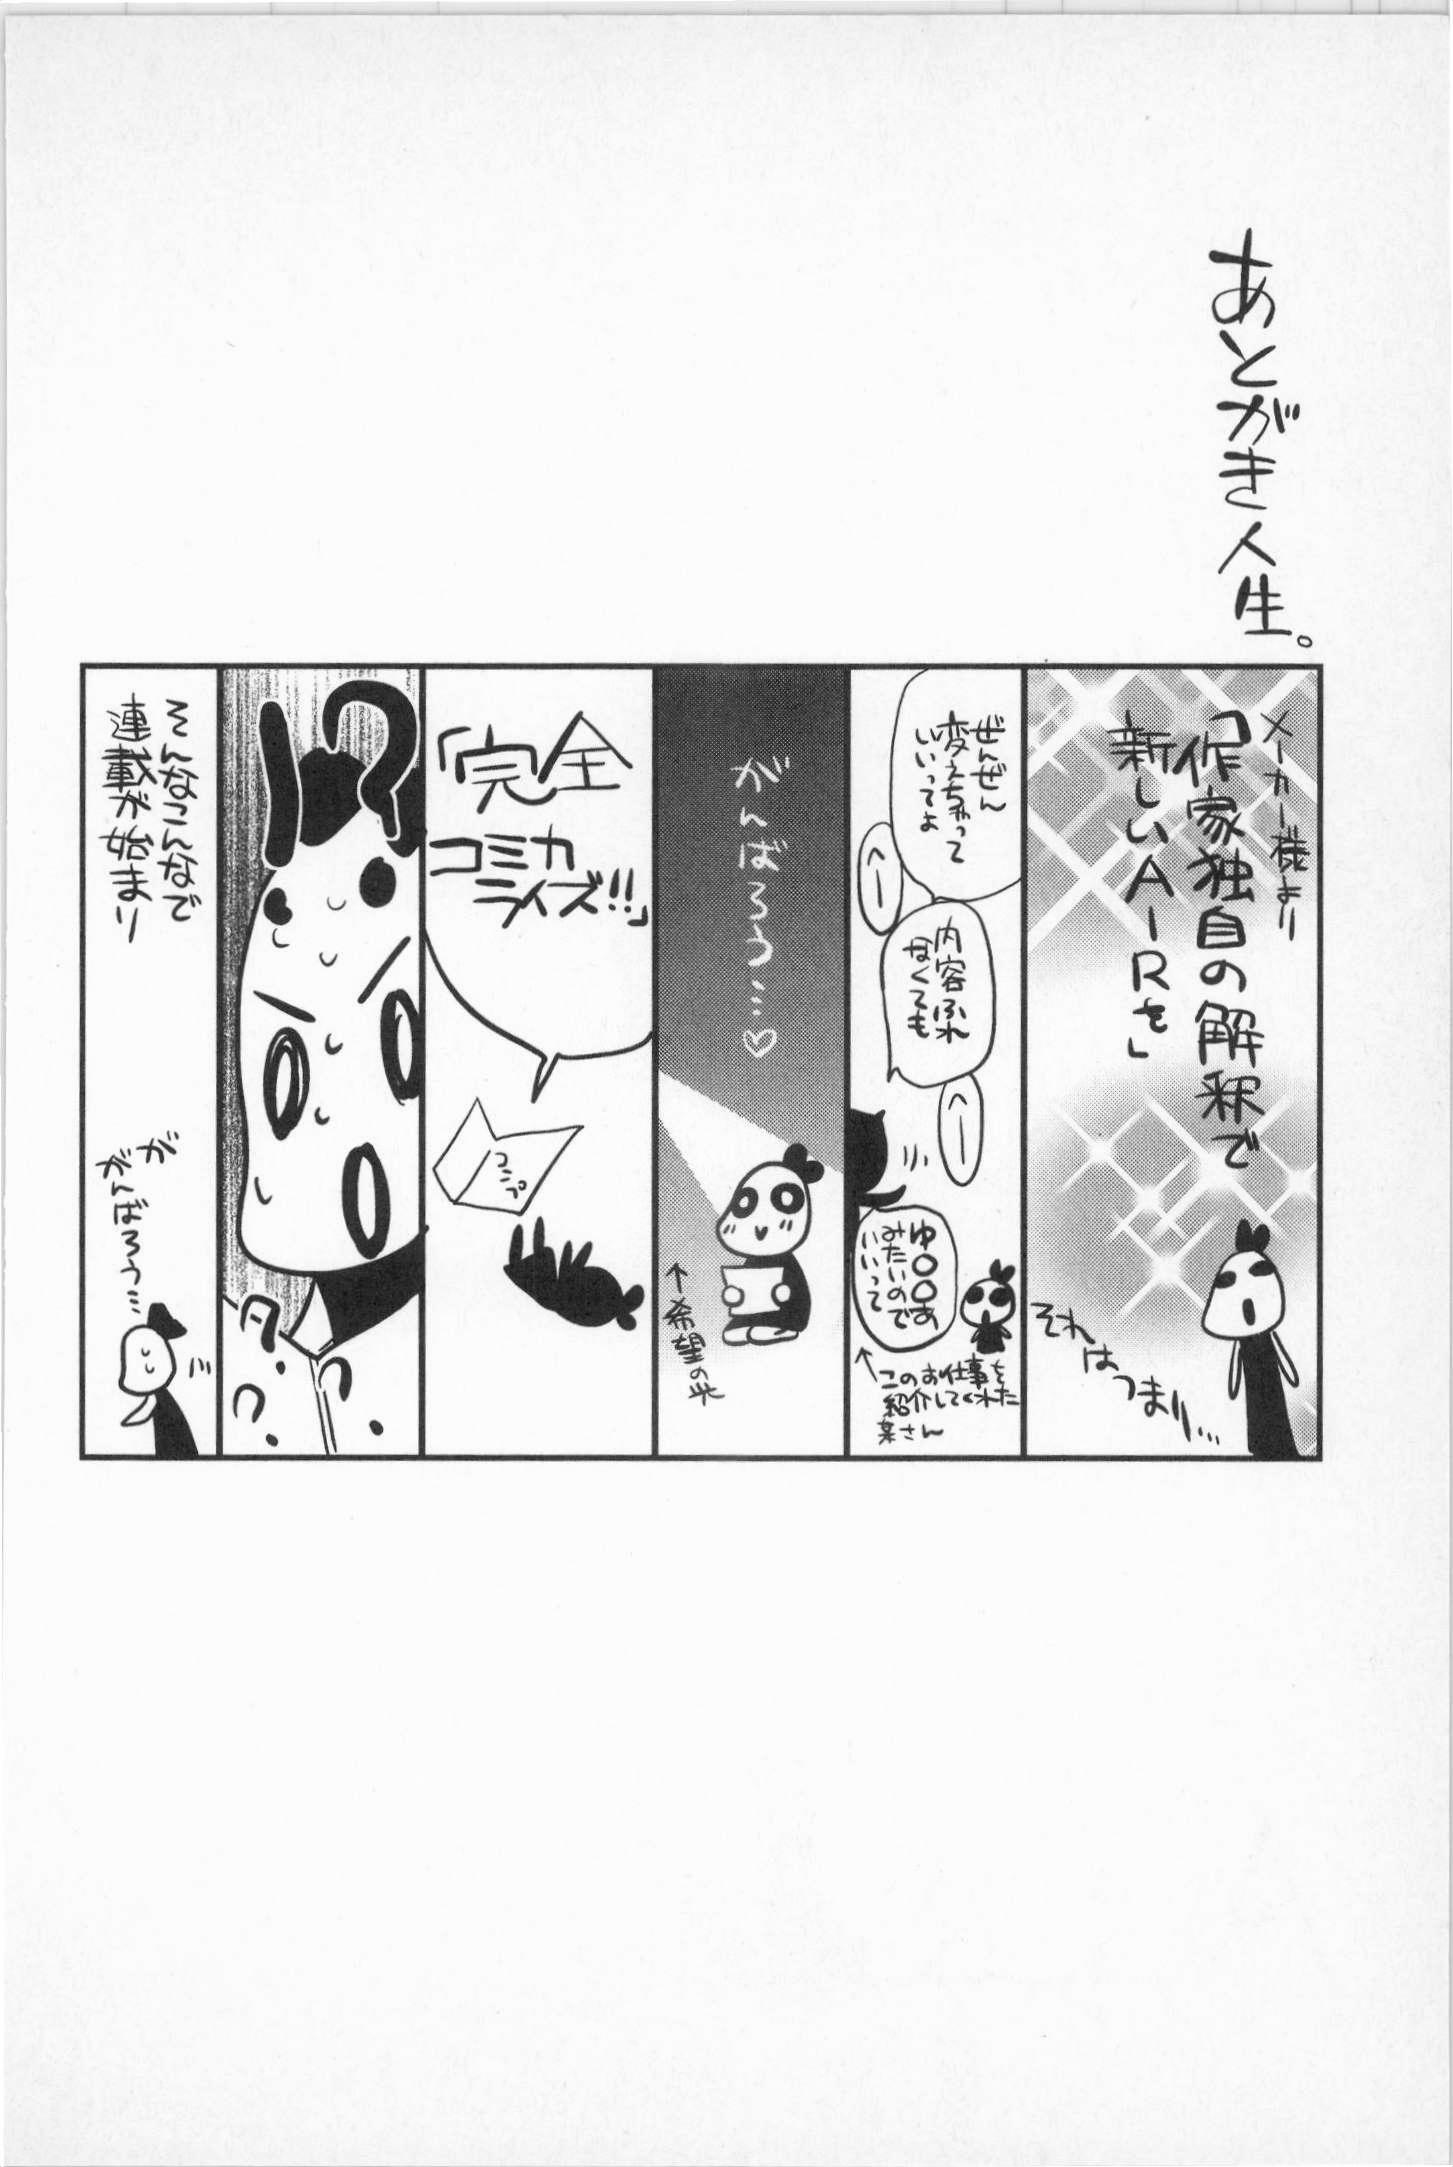 あとがき人生。
メーカー様より
「作家独自の解釈で
新しいAIRを」
それはつまり…
ぜんぜん
変えちゃって
いいってよ
へー
内容ふれ
なくても
へー
ゆ〇〇あ
みたいので
いいって
↑この お仕事を
紹介してくれた
某さん
がんばろう…♡
↑希望の光
「完全
コミカ
ライズ!!」
コンプ
!?
そんなこんなで
連載が始まり
が
がんばろう…